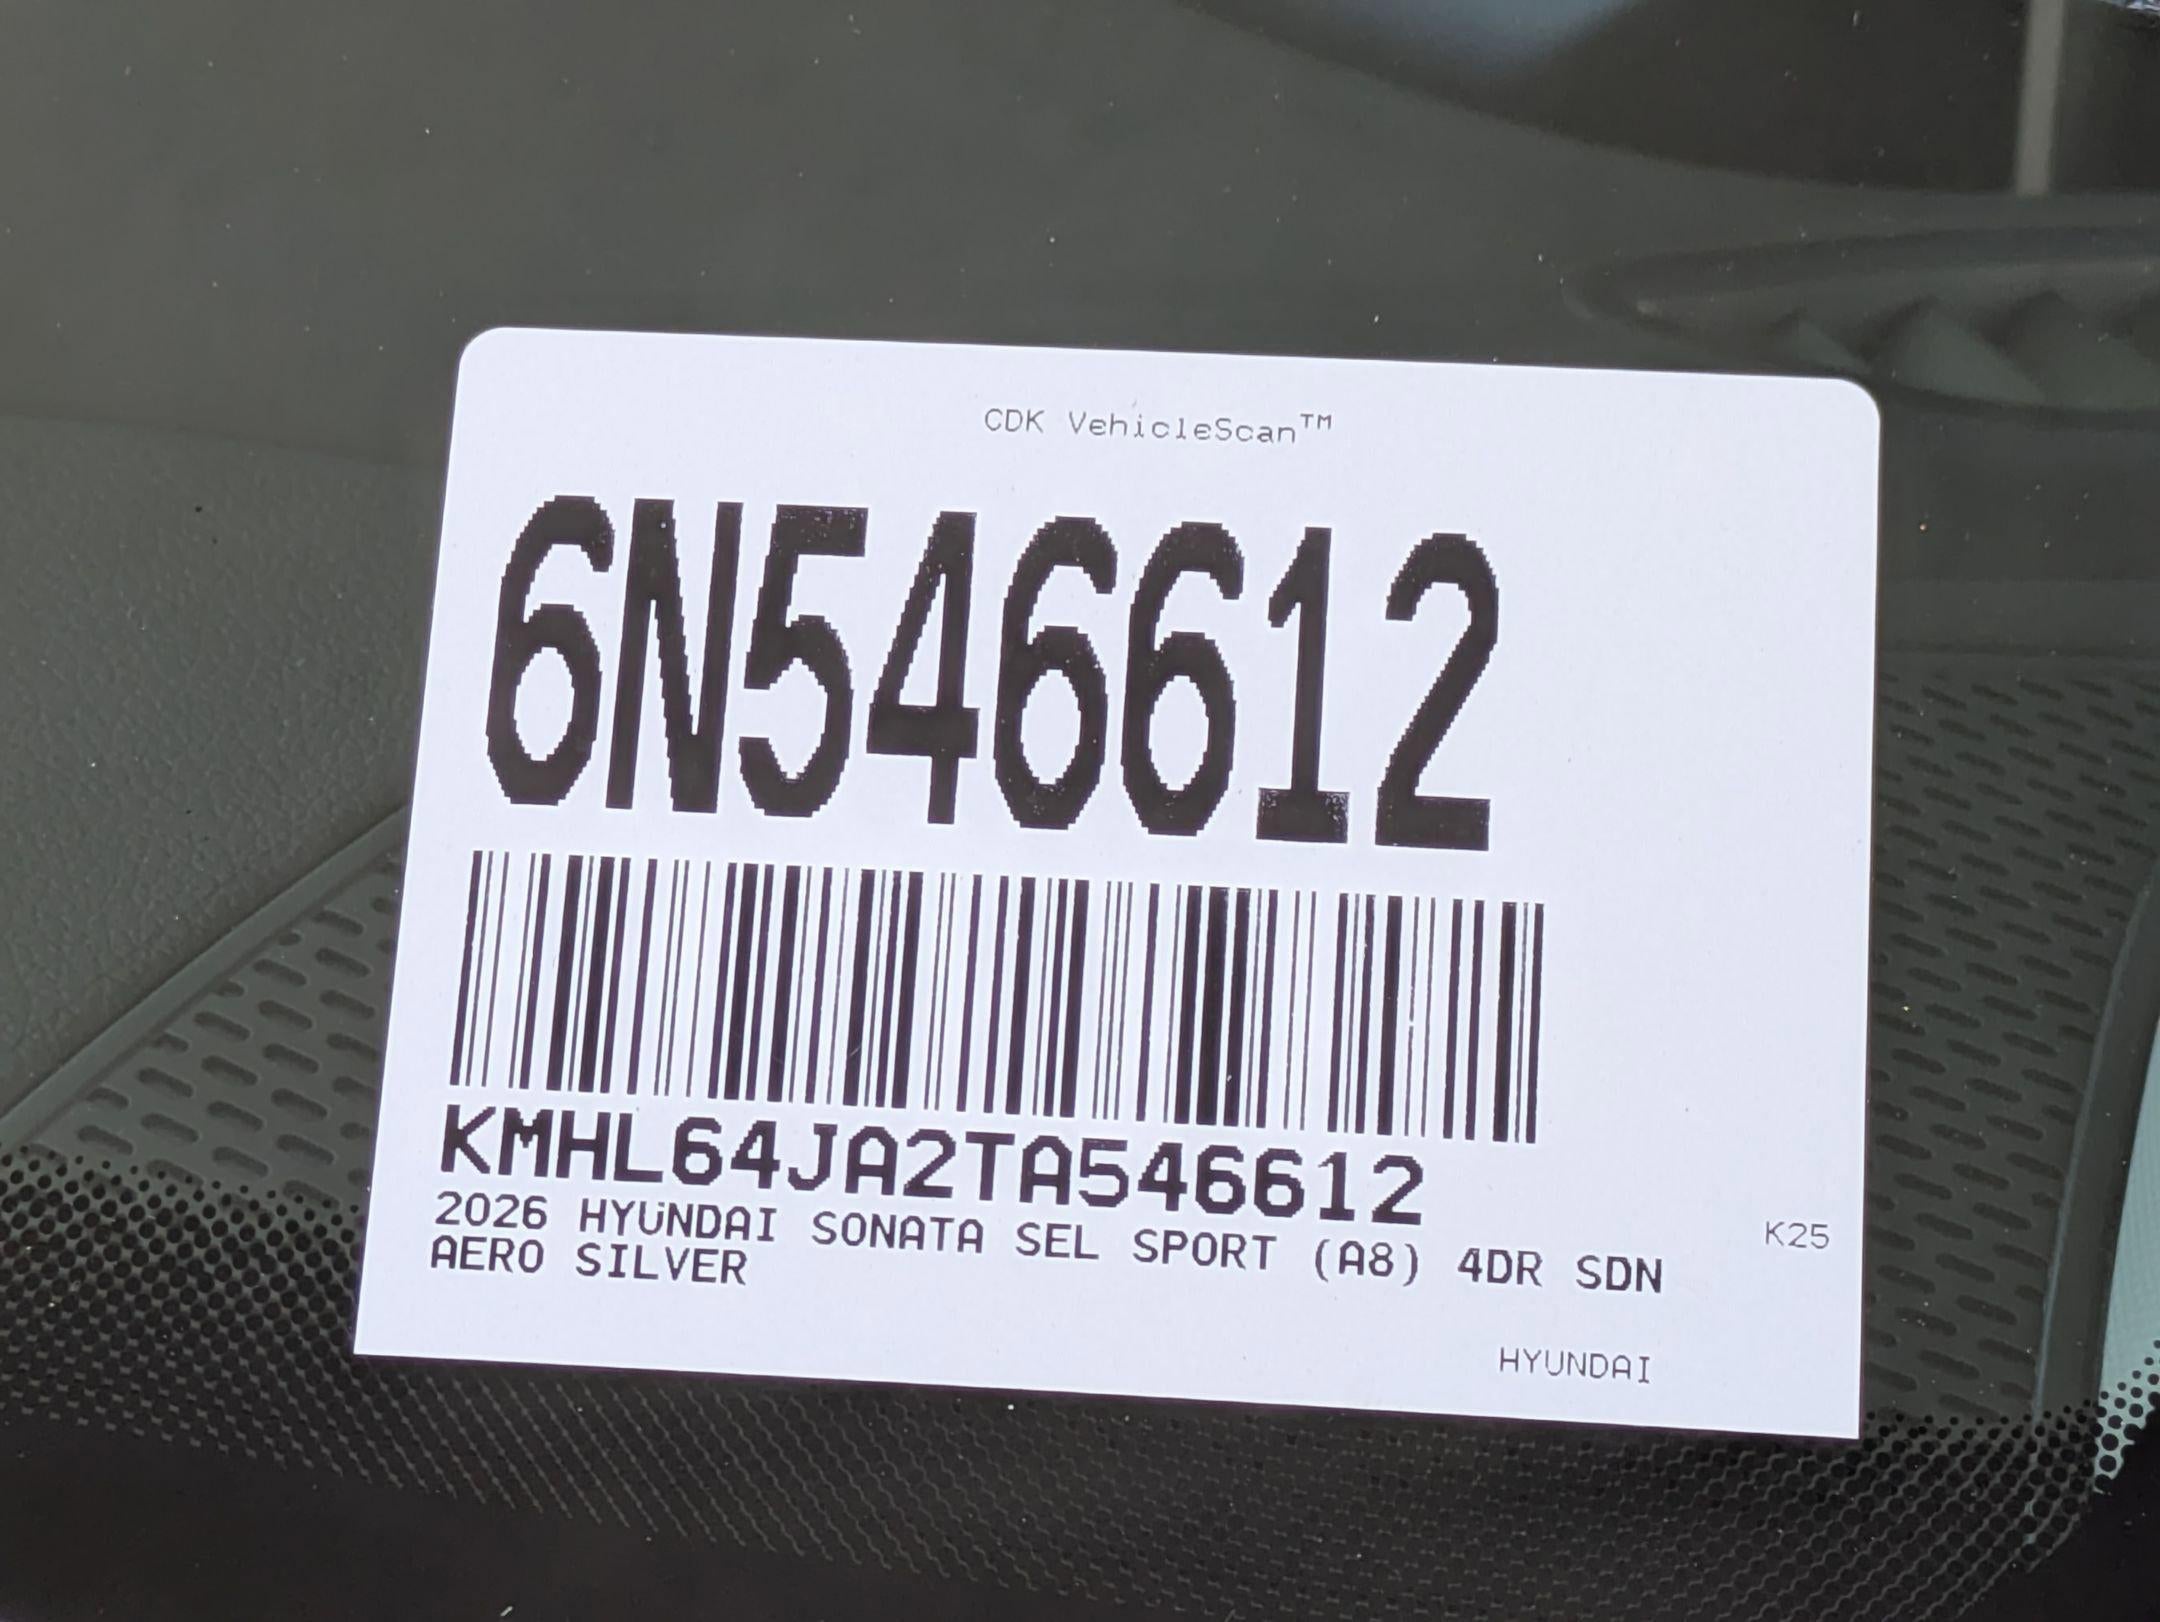 CDK VehicleScan™
6N546612
KMHL64JA2TA546612
2026 HYUNDAI SONATA SEL SPORT (A8) 4DR SDN
K25
AERO SILVER
HYUNDAI